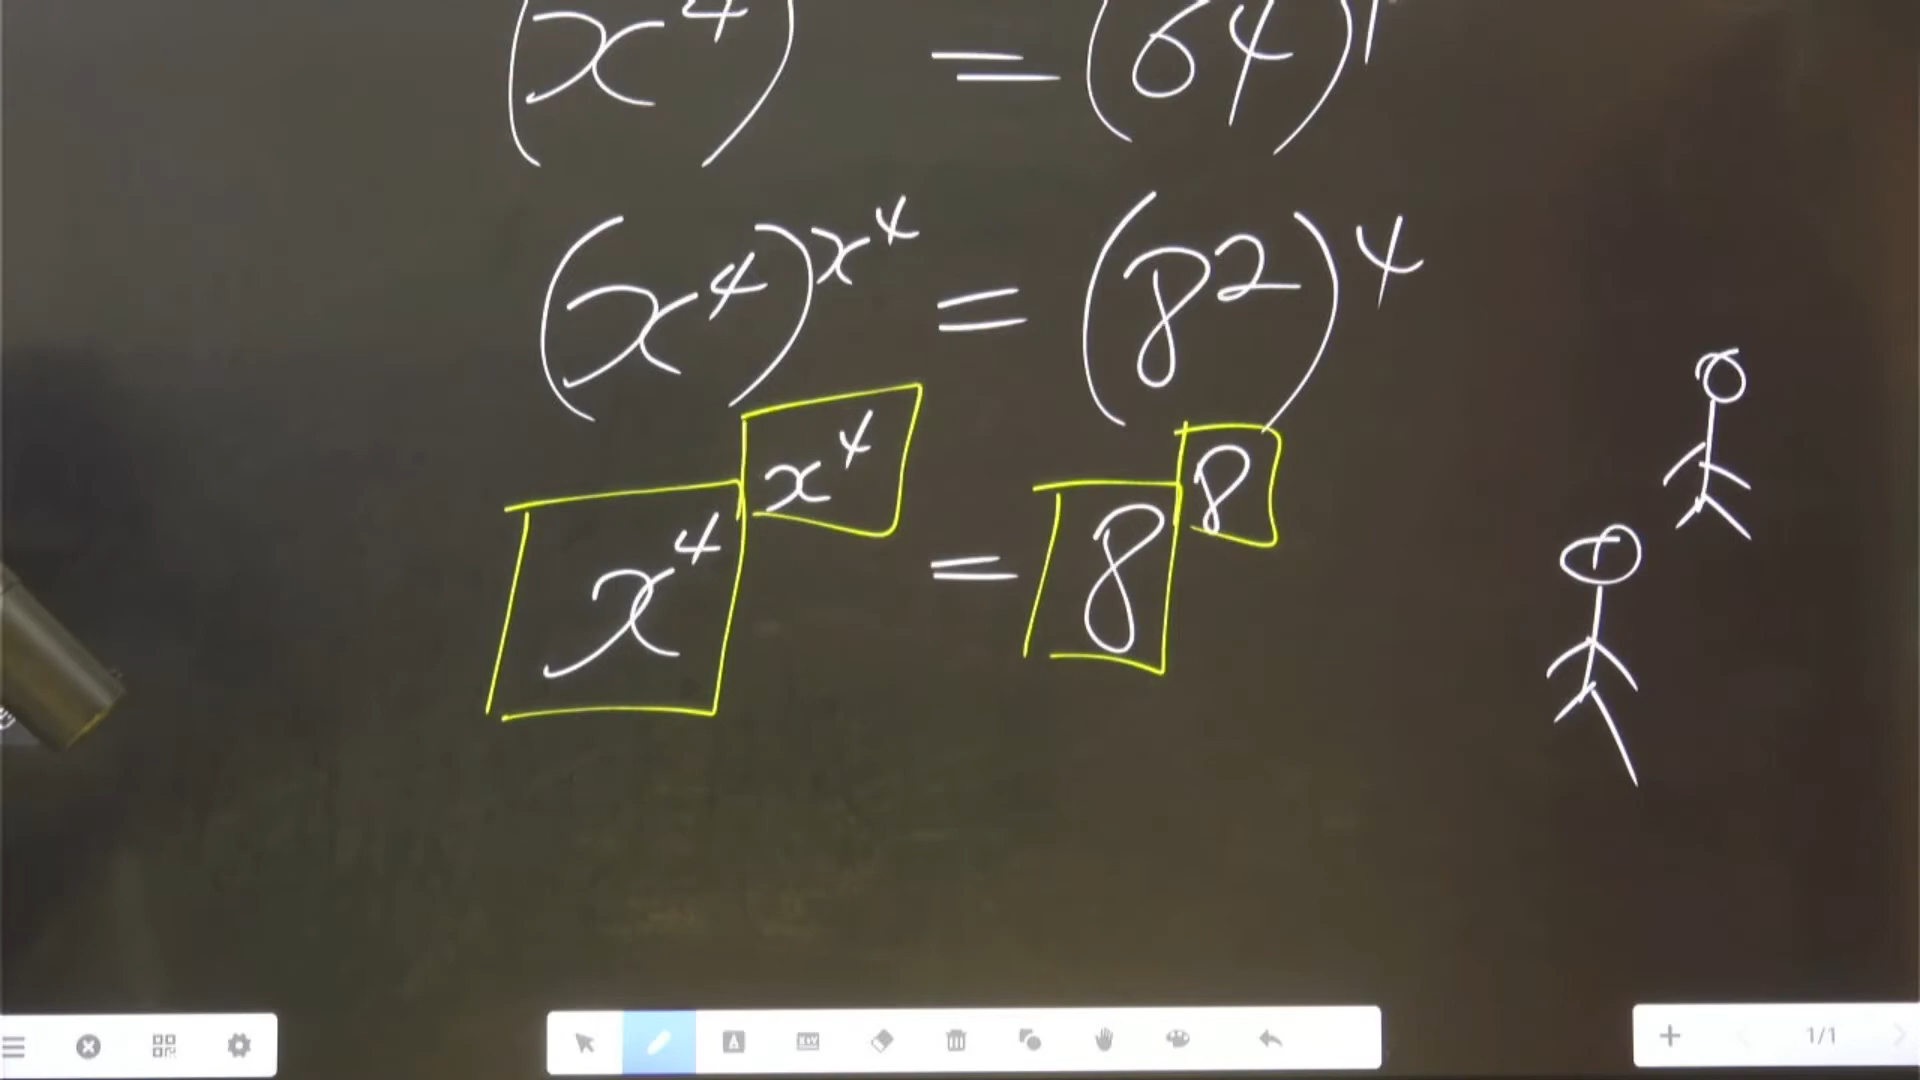 (x⁴) = (64)
(x⁴)^x⁴ = (8²)⁴
x⁴^x⁴ = 8⁸
1/1